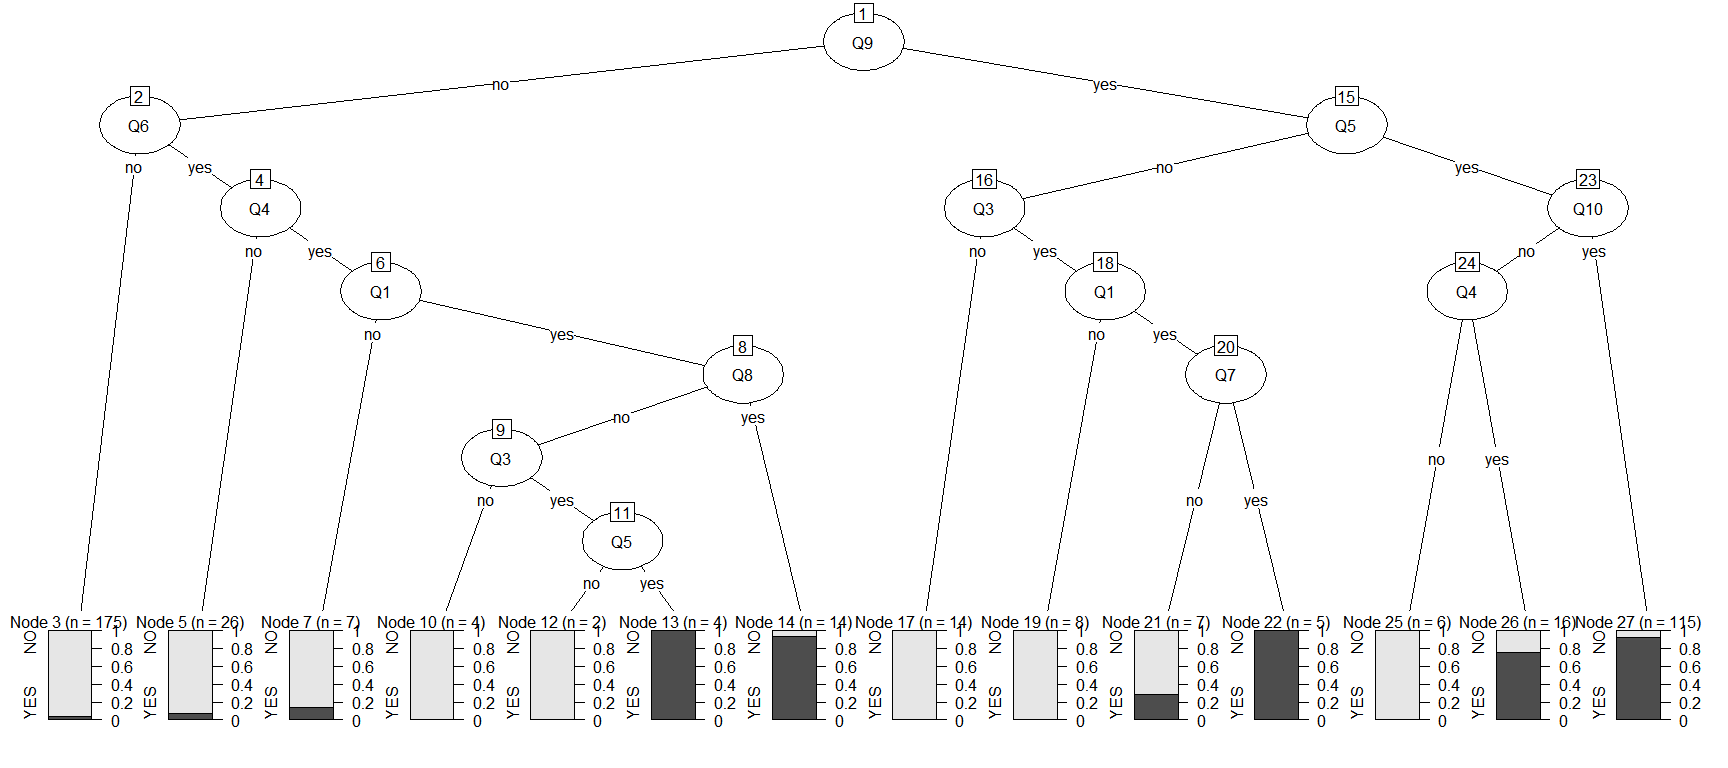 1
Q9
no
yes
2
Q6
15
Q5
no
yes
no
yes
4
Q4
16
Q3
23
Q10
no
yes
no
yes
no
yes
6
Q1
18
Q1
24
Q4
no
yes
no
yes
8
Q8
20
Q7
no
yes
9
Q3
no
yes
no
yes
no
yes
11
Q5
no
yes
Node 3 (n = 175)
NO
YES
1
0.8
0.6
0.4
0.2
0
Node 5 (n = 26)
NO
YES
1
0.8
0.6
0.4
0.2
0
Node 7 (n = 7)
NO
YES
1
0.8
0.6
0.4
0.2
0
Node 10 (n = 4)
NO
YES
1
0.8
0.6
0.4
0.2
0
Node 12 (n = 2)
NO
YES
1
0.8
0.6
0.4
0.2
0
Node 13 (n = 4)
NO
YES
1
0.8
0.6
0.4
0.2
0
Node 14 (n = 14)
NO
YES
1
0.8
0.6
0.4
0.2
0
Node 17 (n = 14)
NO
YES
1
0.8
0.6
0.4
0.2
0
Node 19 (n = 8)
NO
YES
1
0.8
0.6
0.4
0.2
0
Node 21 (n = 7)
NO
YES
1
0.8
0.6
0.4
0.2
0
Node 22 (n = 5)
NO
YES
1
0.8
0.6
0.4
0.2
0
Node 25 (n = 6)
NO
YES
1
0.8
0.6
0.4
0.2
0
Node 26 (n = 16)
NO
YES
1
0.8
0.6
0.4
0.2
0
Node 27 (n = 115)
NO
YES
1
0.8
0.6
0.4
0.2
0